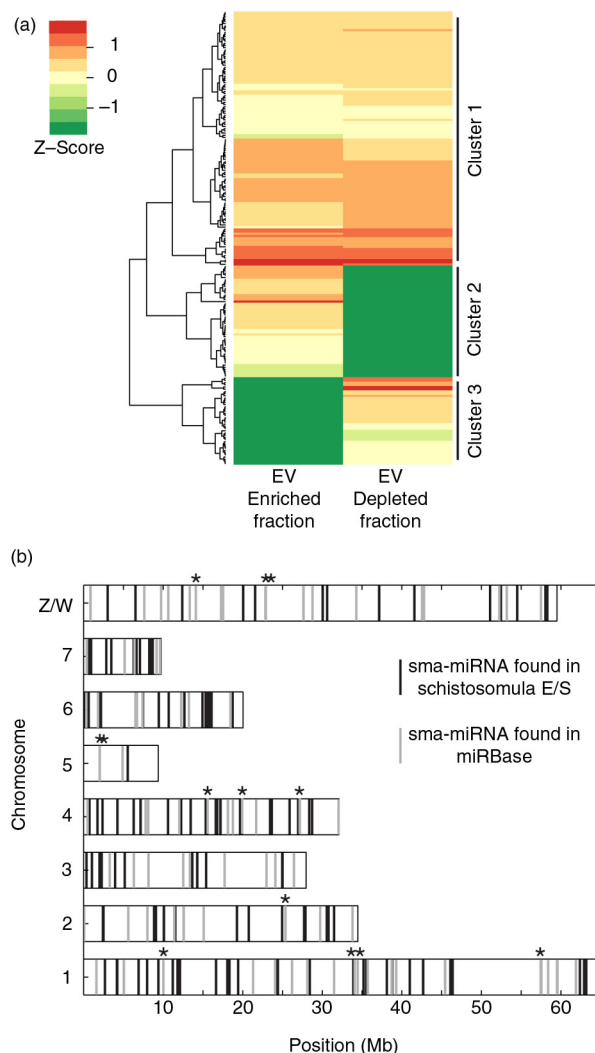 (a)
1
0
−1
Z–Score
Cluster 1
Cluster 2
Cluster 3
EV
Enriched
fraction
EV
Depleted
fraction
(b)
* **
Z/W
7
6
** 
5
* * *
4
3
*
2
* ** *
1
Chromosome
sma-miRNA found in
schistosomula E/S
sma-miRNA found in
miRBase
0 10 20 30 40 50 60
Position (Mb)